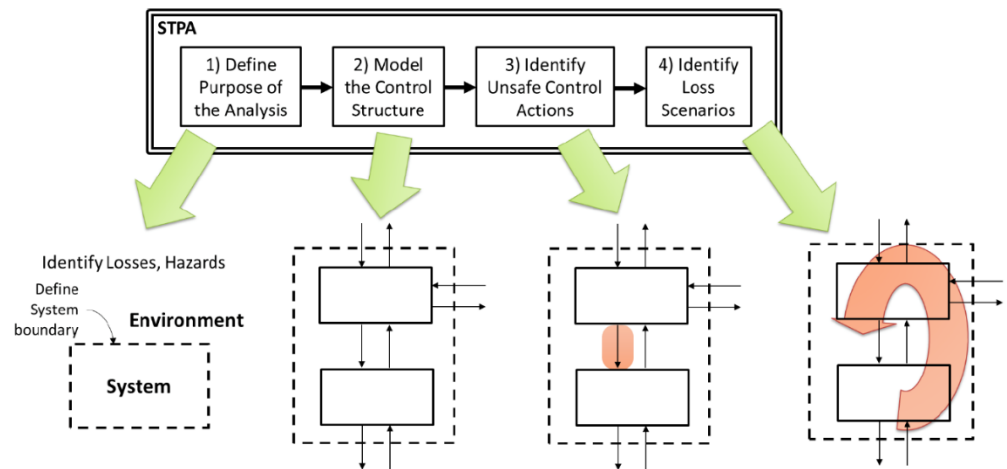 STPA
1) Define
Purpose of
the Analysis
2) Model
the Control
Structure
3) Identify
Unsafe Control
Actions
4) Identify
Loss
Scenarios
Identify Losses, Hazards
Define
System
boundary
Environment
System